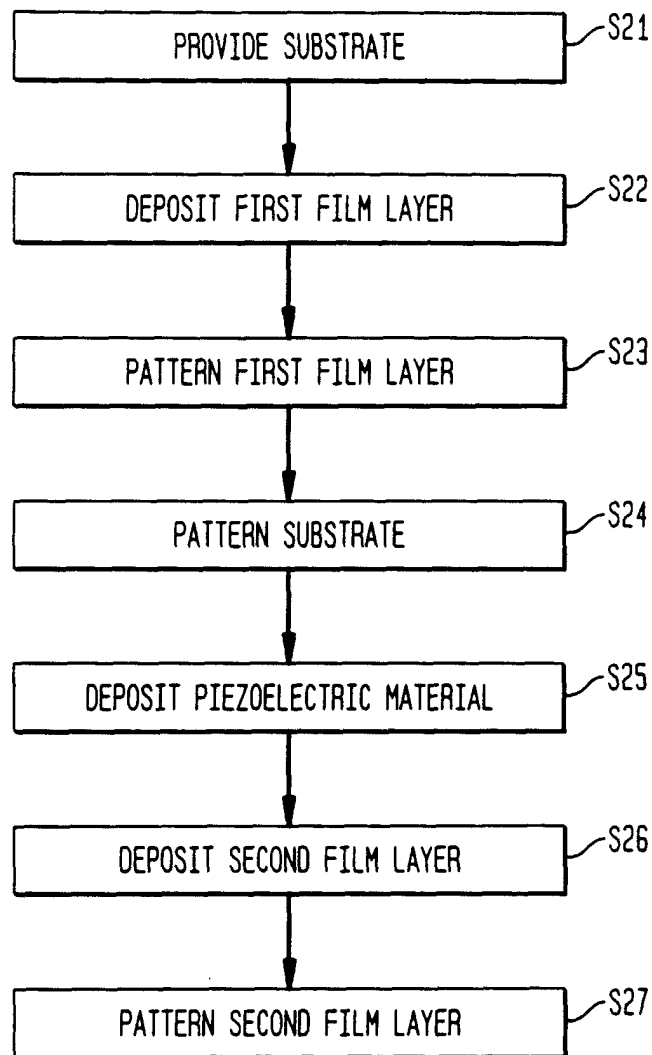 PROVIDE SUBSTRATE
S21
DEPOSIT FIRST FILM LAYER
S22
PATTERN FIRST FILM LAYER
S23
PATTERN SUBSTRATE
S24
DEPOSIT PIEZOELECTRIC MATERIAL
S25
DEPOSIT SECOND FILM LAYER
S26
PATTERN SECOND FILM LAYER
S27